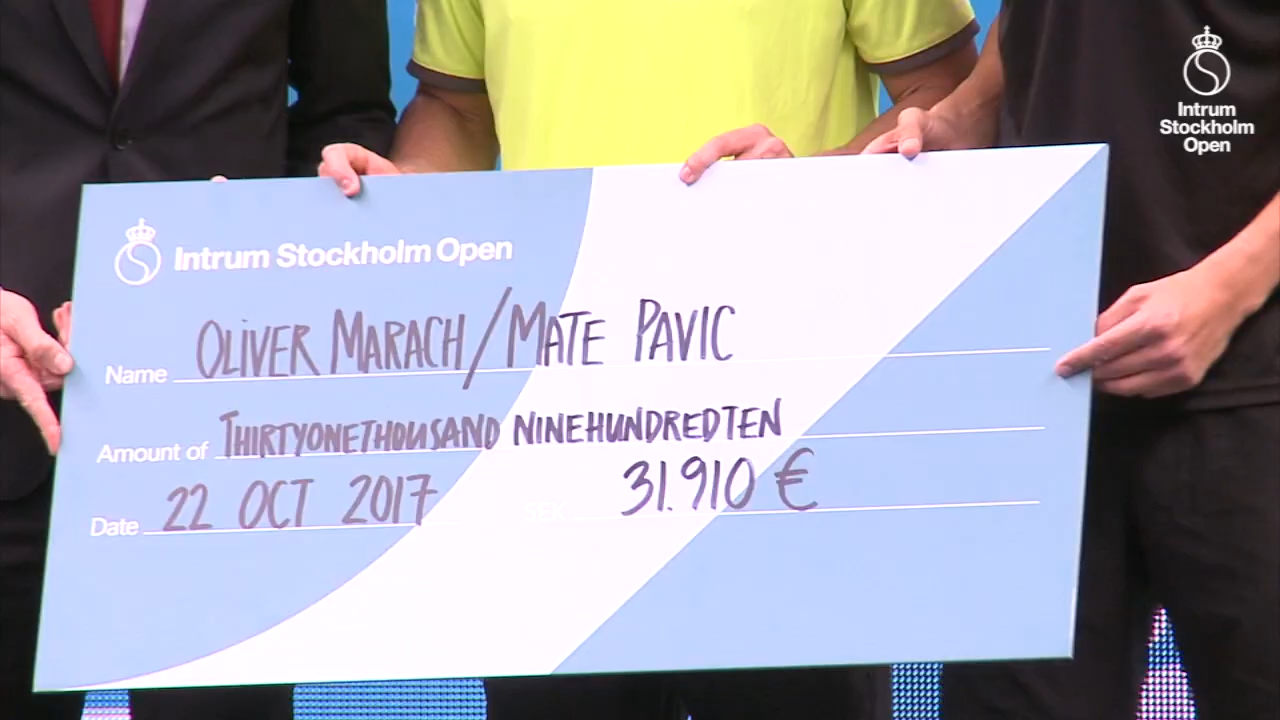 Intrum
Stockholm
Open
Intrum Stockholm Open
Name OLIVER MARACH/MATE PAVIC
Amount of THIRTYONETHOUSAND NINEHUNDREDTEN
Date 22 OCT 2017 SEK 31.910 €